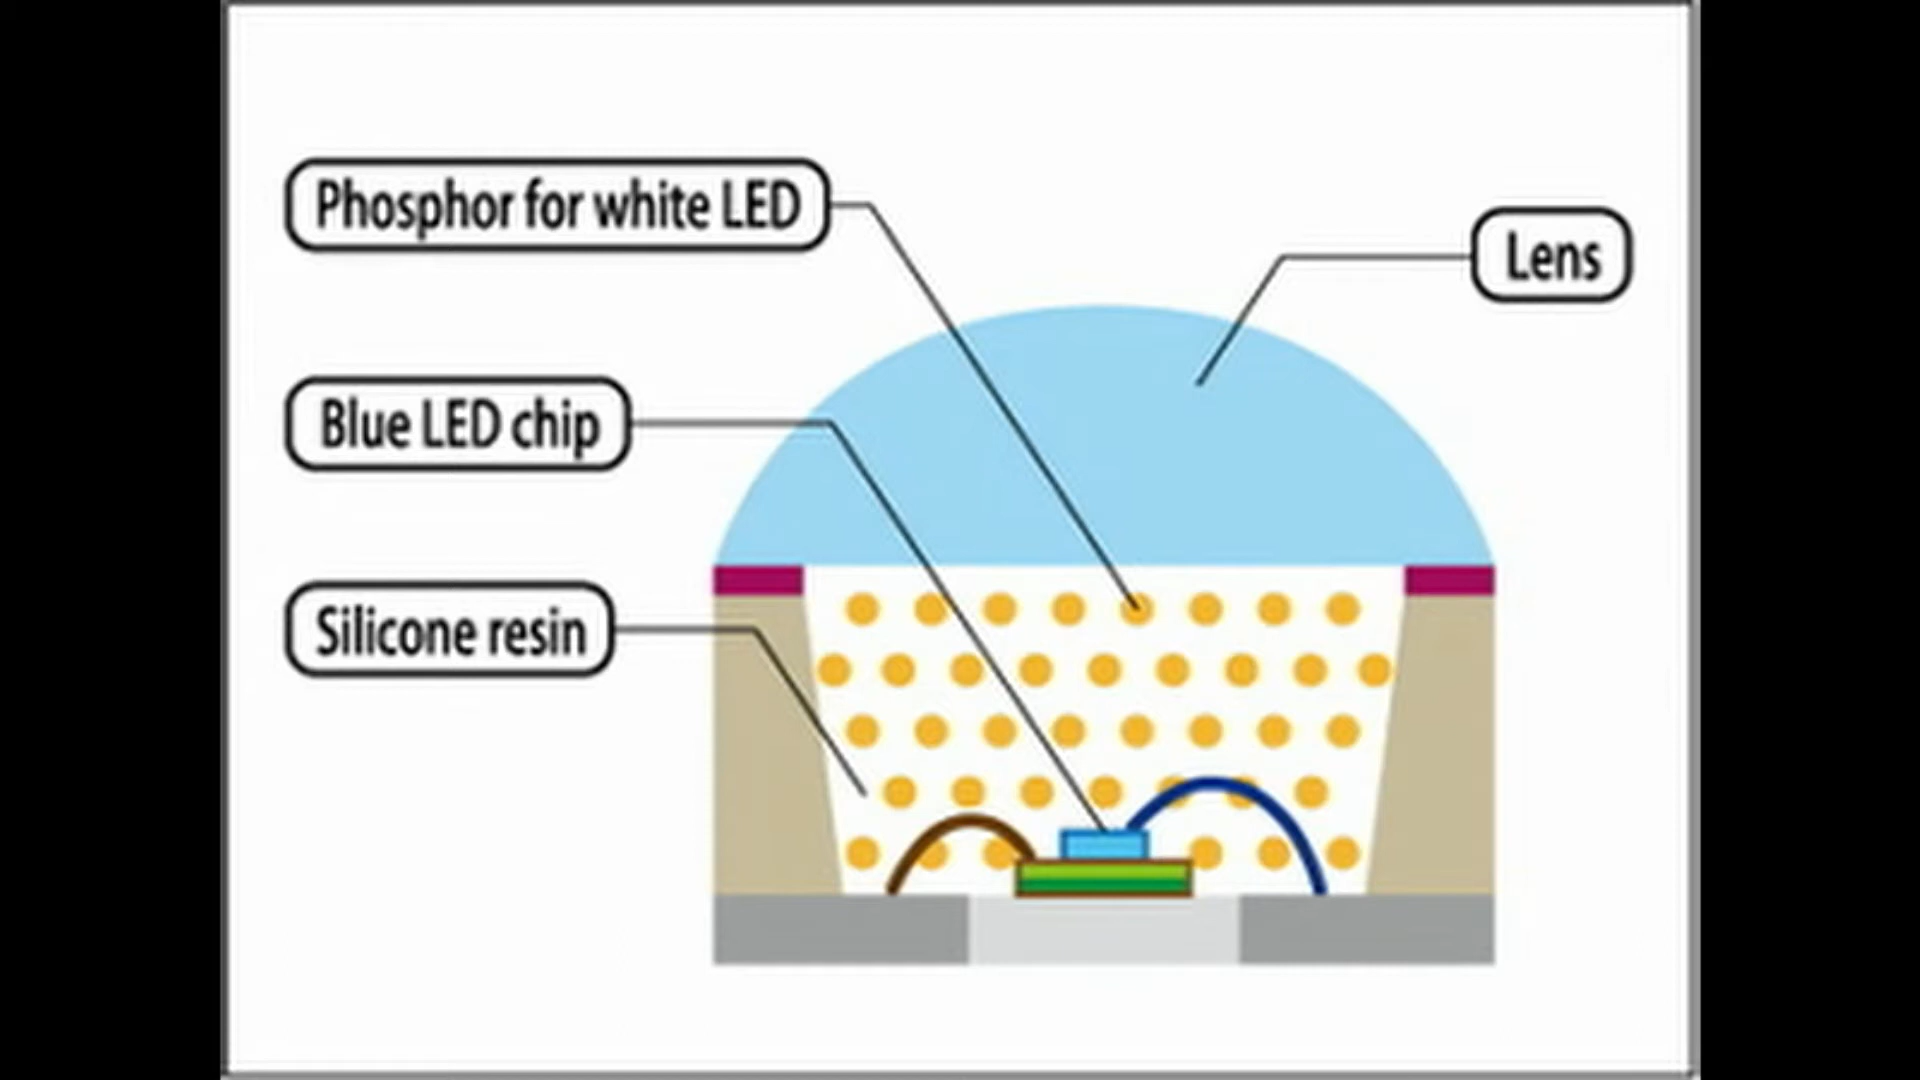 Phosphor for white LED
Lens
Blue LED chip
Silicone resin